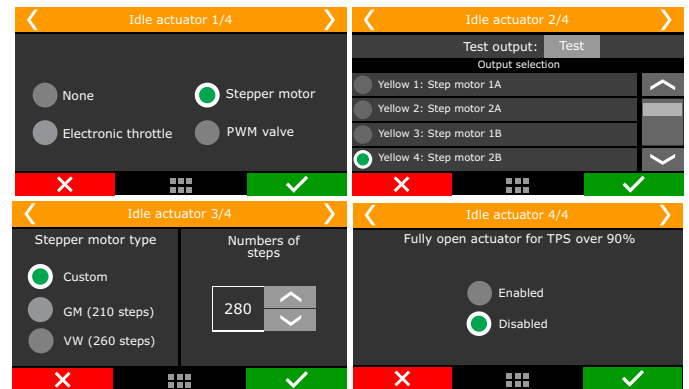 Idle actuator 1/4
None
Stepper motor
Electronic throttle
PWM valve
Idle actuator 2/4
Test output: Test
Output selection
Yellow 1: Step motor 1A
Yellow 2: Step motor 2A
Yellow 3: Step motor 1B
Yellow 4: Step motor 2B
Idle actuator 3/4
Stepper motor type
Custom
GM (210 steps)
VW (260 steps)
Numbers of
steps
280
Idle actuator 4/4
Fully open actuator for TPS over 90%
Enabled
Disabled